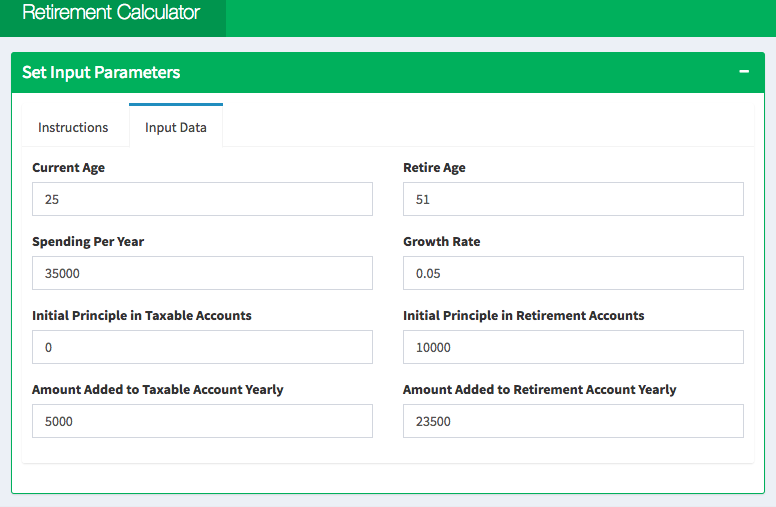 Retirement Calculator
Set Input Parameters
Instructions Input Data
Current Age Retire Age
25 51
Spending Per Year Growth Rate
35000 0.05
Initial Principle in Taxable Accounts Initial Principle in Retirement Accounts
0 10000
Amount Added to Taxable Account Yearly Amount Added to Retirement Account Yearly
5000 23500